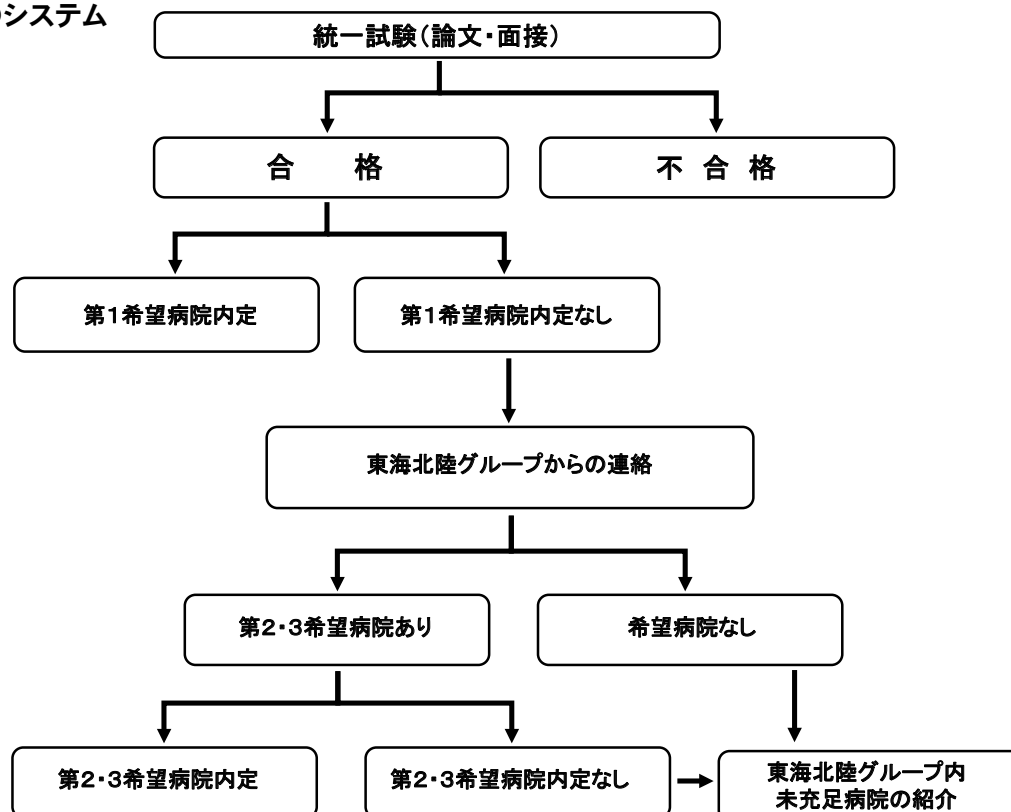 システム
統一試験(論文・面接)
合　　格
不 合 格
第1希望病院内定
第1希望病院内定なし
東海北陸グループからの連絡
第2・3希望病院あり
希望病院なし
第2・3希望病院内定
第2・3希望病院内定なし
東海北陸グループ内
未充足病院の紹介